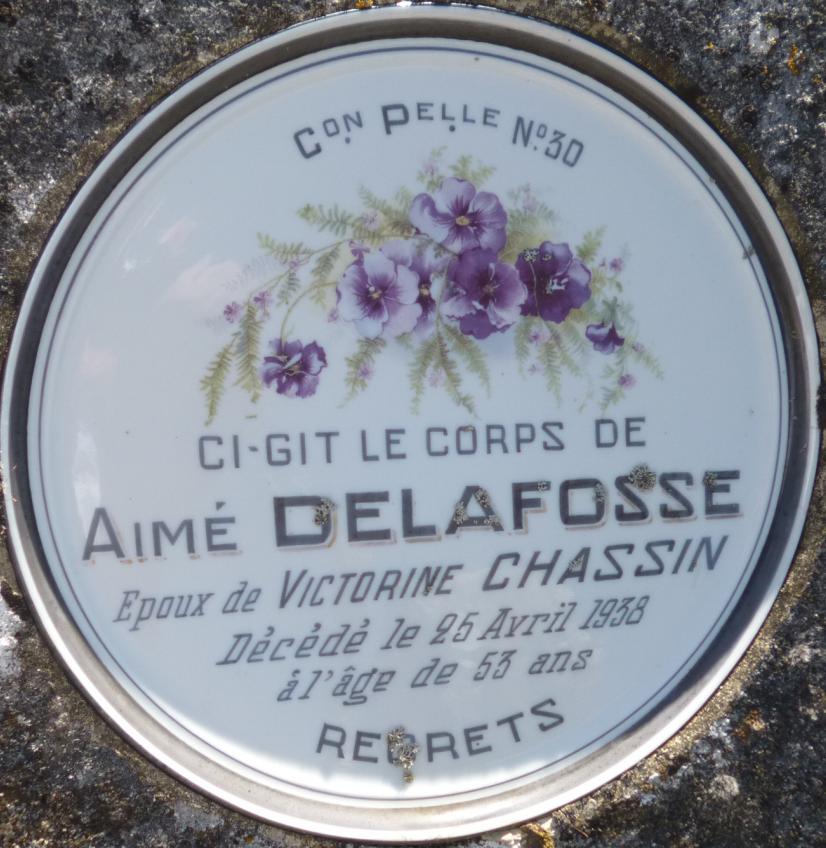 Con Pelle No 30
CI-GIT LE CORPS DE
AIMÉ DELAFOSSE
Epoux de VICTORINE CHASSIN
Décédé le 25 Avril 1938
à l'âge de 53 ans
REGRETS